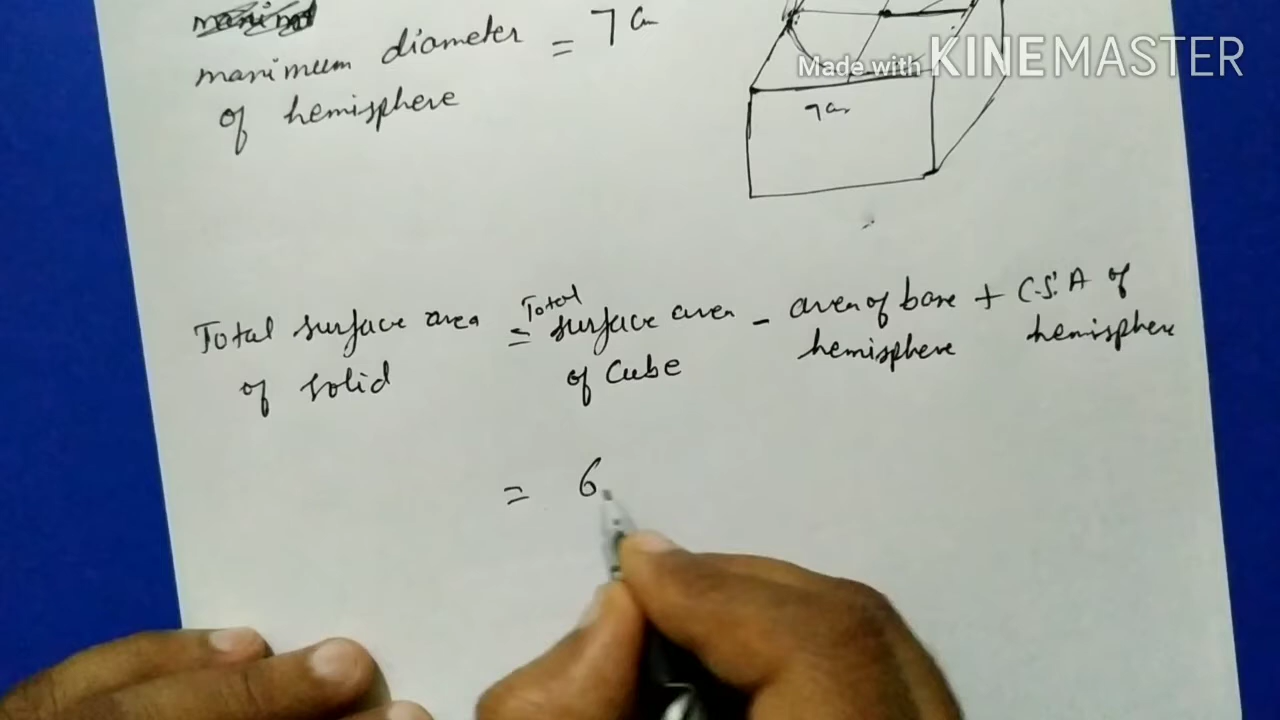 manimum diameter = 7 cm
of hemisphere
Made with KINEMASTER
7 cm
Total surface area = Total surface area - area of base + C.S.A of
of solid of Cube hemisphere hemisphere
= 6